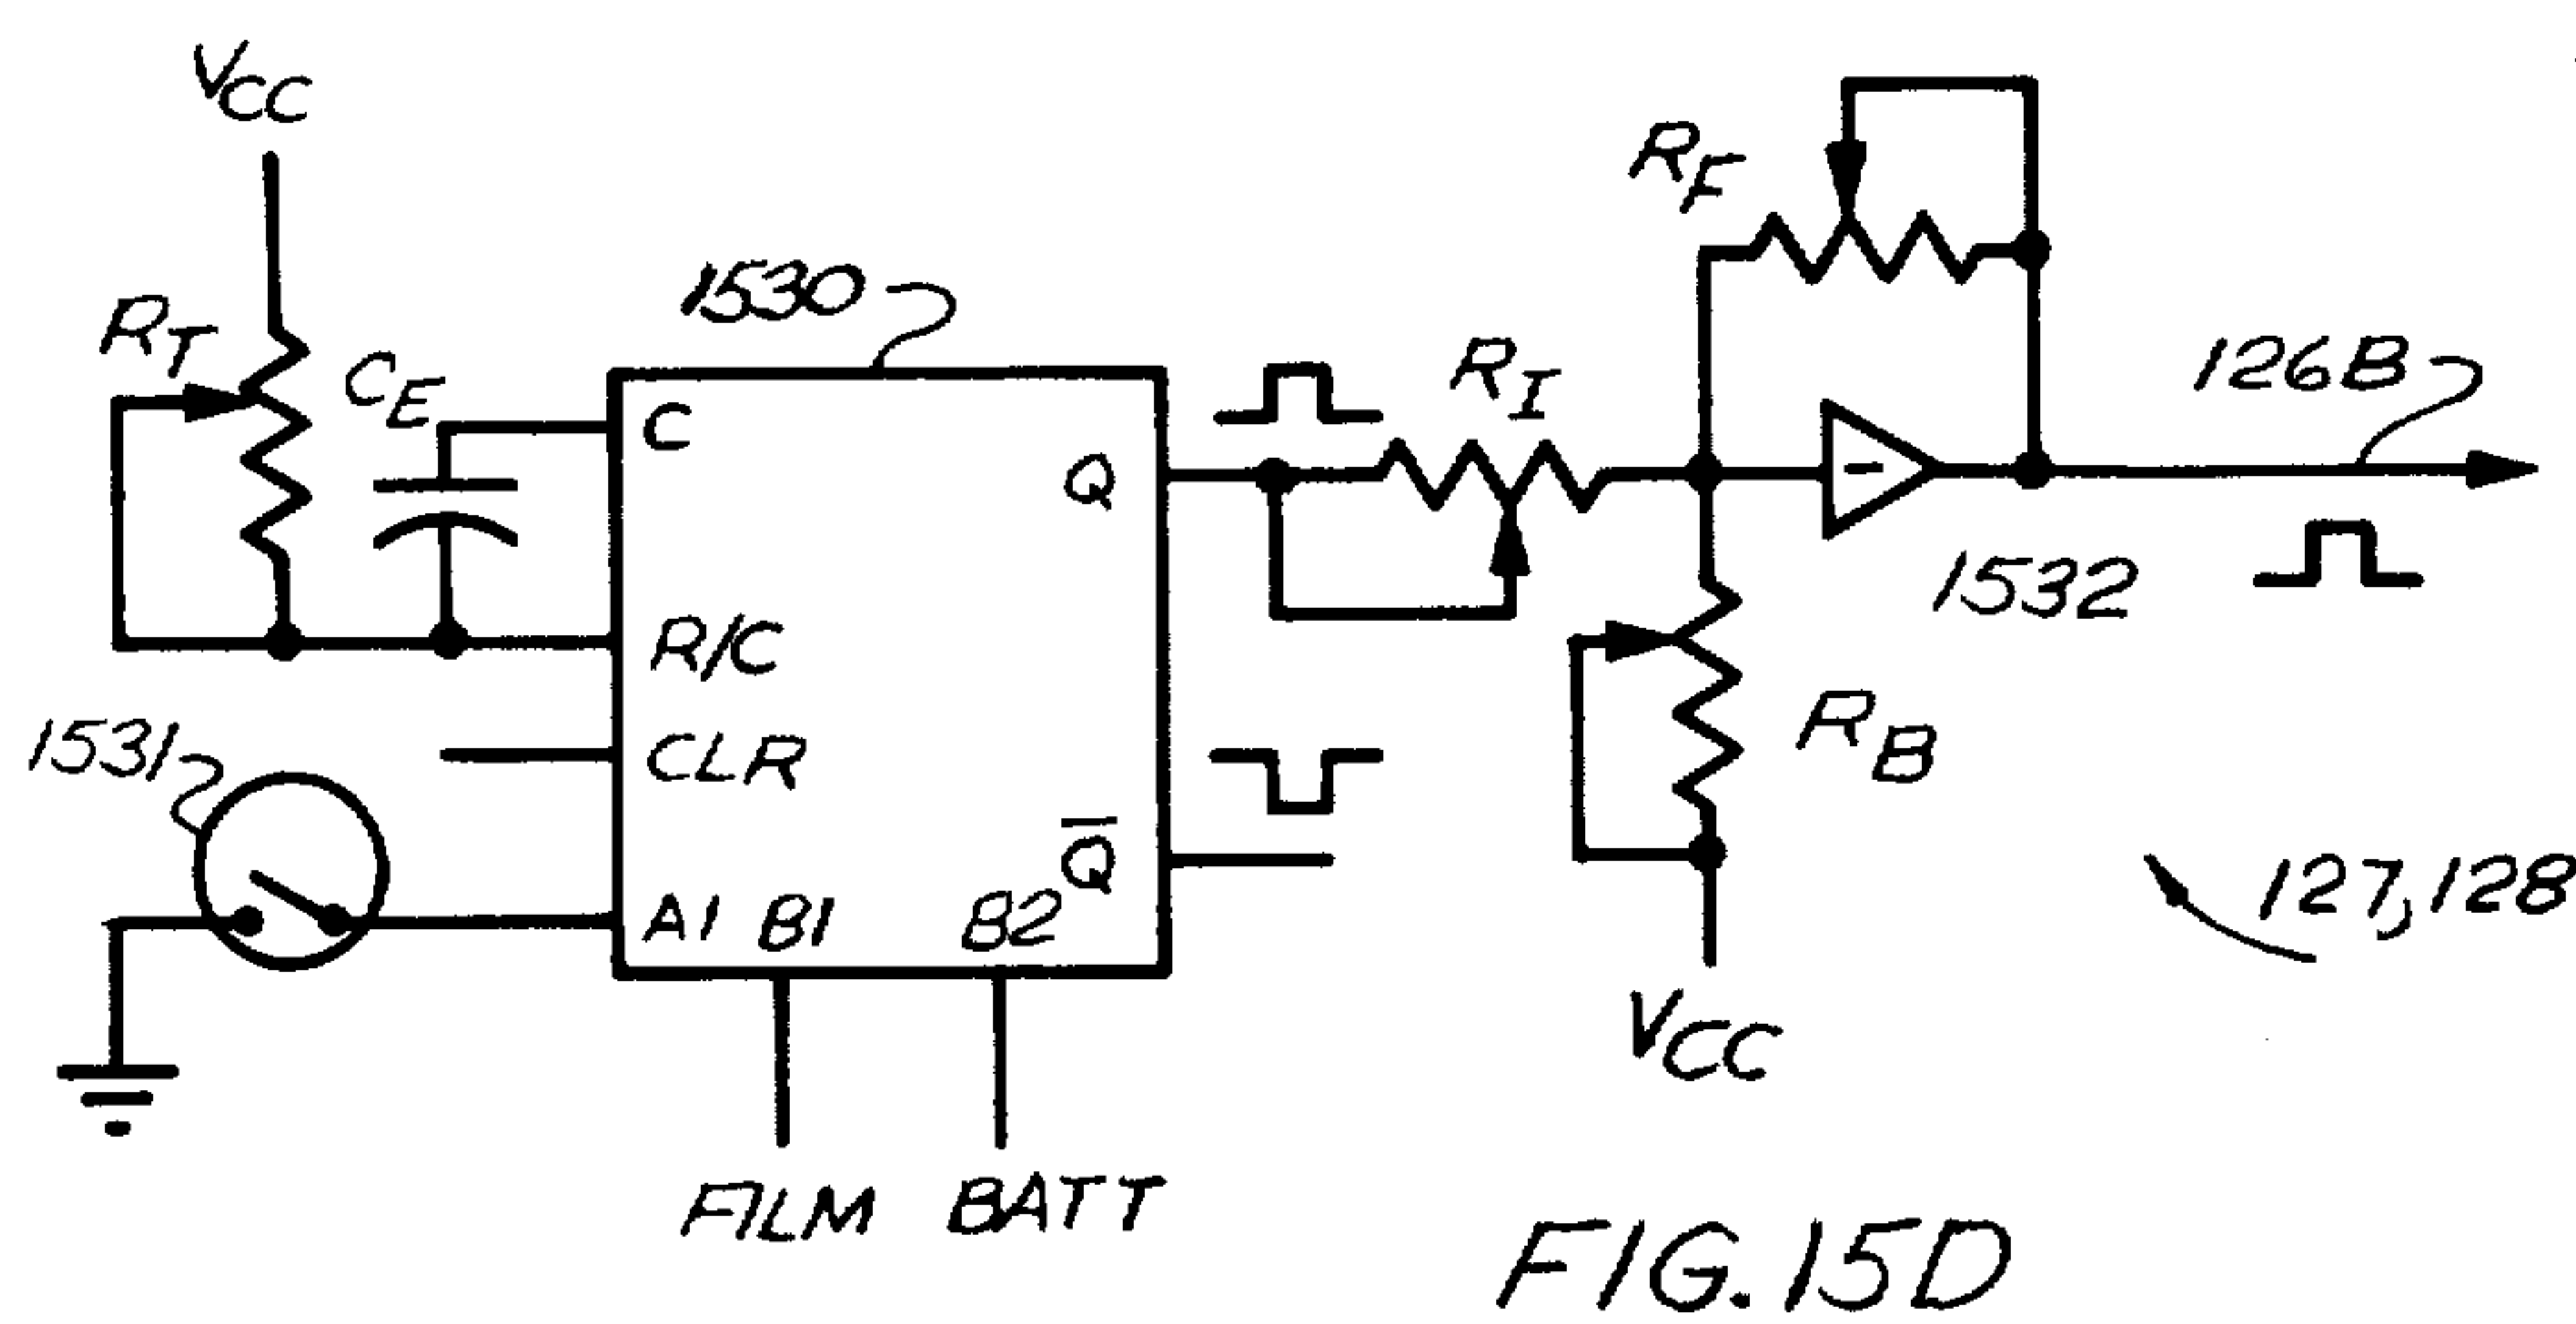 VCC
RT
CE
1530
C
R/C
CLR
A1
B1
B2
Q
Q̅
1531
FILM
BATT
RI
RF
126B
1532
RB
VCC
127, 128
FIG. 15D